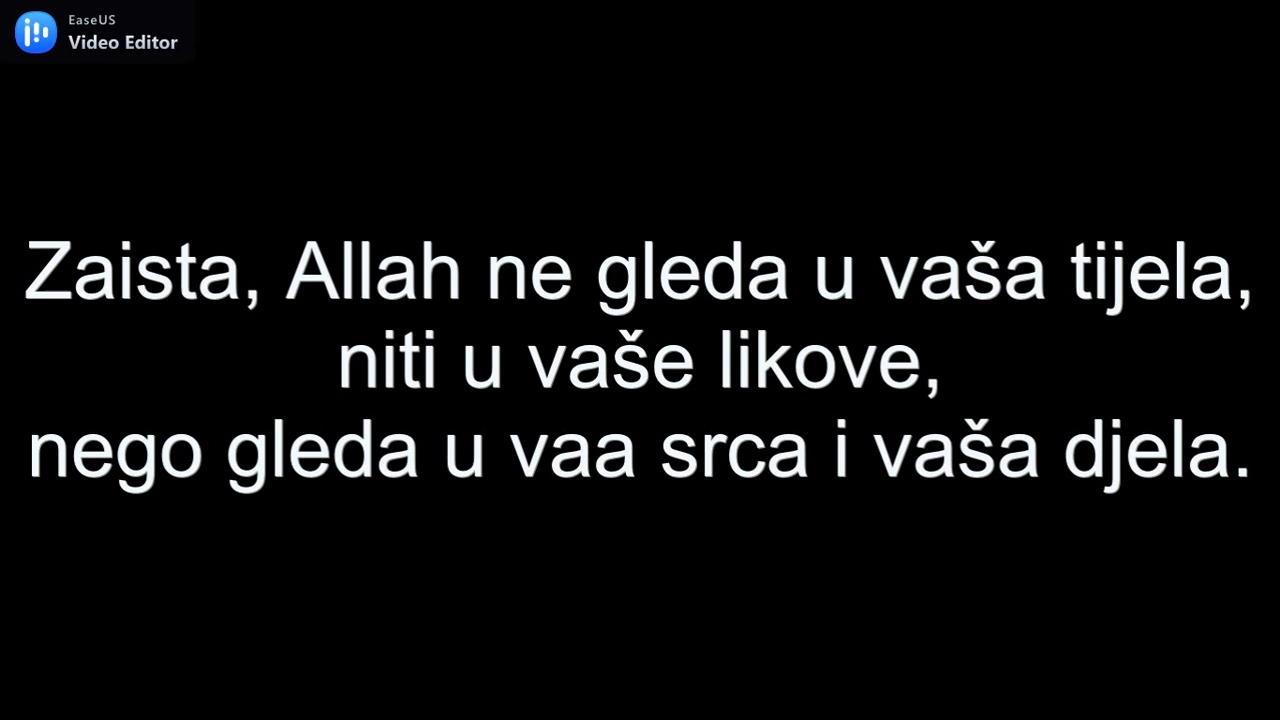 EaseUS
Video Editor
Zaista, Allah ne gleda u vaša tijela,
niti u vaše likove,
nego gleda u vaa srca i vaša djela.